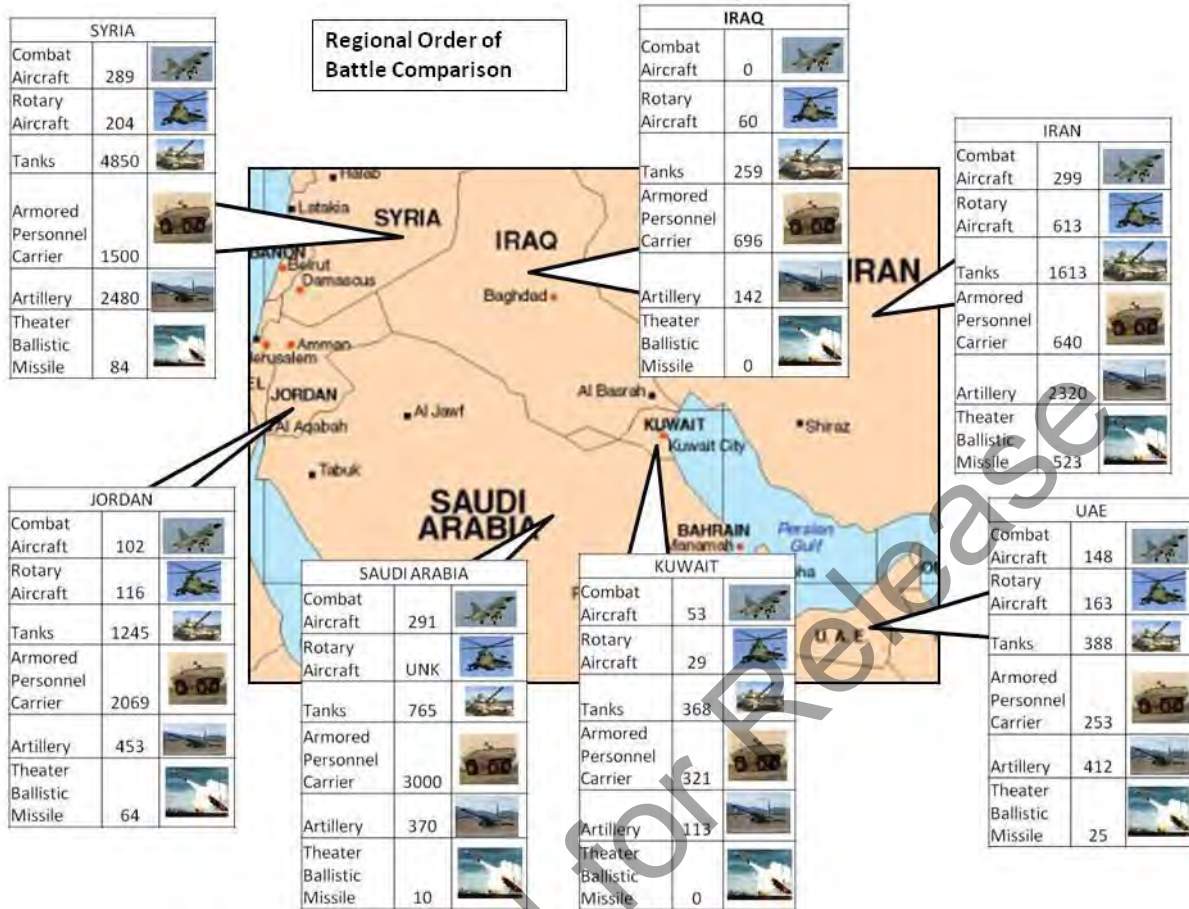 Regional Order of
Battle Comparison
SYRIA
Combat
Aircraft 289
Rotary
Aircraft 204
Tanks 4850
Armored
Personnel
Carrier 1500
Artillery 2480
Theater
Ballistic
Missile 84
IRAQ
Combat
Aircraft 0
Rotary
Aircraft 60
Tanks 259
Armored
Personnel
Carrier 696
Artillery 142
Theater
Ballistic
Missile 0
IRAN
Combat
Aircraft 299
Rotary
Aircraft 613
Tanks 1613
Armored
Personnel
Carrier 640
Artillery 2320
Theater
Ballistic
Missile 523
Halab
Latakia
SYRIA
IRAQ
IRAN
BANON
Beirut
Damascus
Baghdad
Amman
Jerusalem
EL
JORDAN
Al Aqabah
Al Jawf
Al Basrah
KUWAIT
Kuwait City
Shiraz
Tabuk
SAUDI
ARABIA
BAHRAIN
Manamah
Persian
Gulf
ha
U.A.E.
JORDAN
Combat
Aircraft 102
Rotary
Aircraft 116
Tanks 1245
Armored
Personnel
Carrier 2069
Artillery 453
Theater
Ballistic
Missile 64
SAUDI ARABIA
Combat
Aircraft 291
Rotary
Aircraft UNK
Tanks 765
Armored
Personnel
Carrier 3000
Artillery 370
Theater
Ballistic
Missile 10
KUWAIT
Combat
Aircraft 53
Rotary
Aircraft 29
Tanks 368
Armored
Personnel
Carrier 321
Artillery 113
Theater
Ballistic
Missile 0
UAE
Combat
Aircraft 148
Rotary
Aircraft 163
Tanks 388
Armored
Personnel
Carrier 253
Artillery 412
Theater
Ballistic
Missile 25
for Release